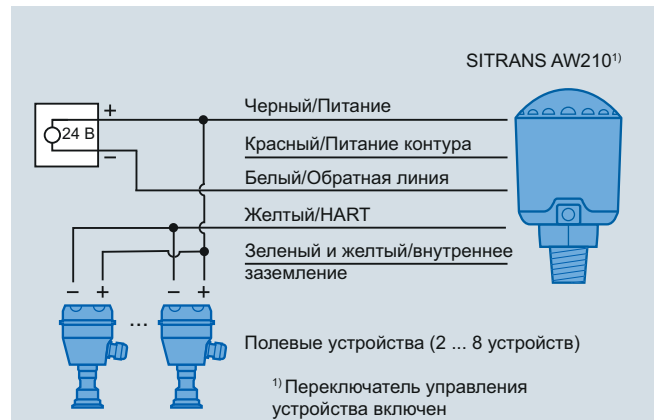 SITRANS AW210¹⁾
+
24 В
−
Черный/Питание
Красный/Питание контура
Белый/Обратная линия
Желтый/HART
Зеленый и желтый/внутреннее
заземление
− + − +
...
Полевые устройства (2 ... 8 устройств)
¹⁾ Переключатель управления
устройства включен